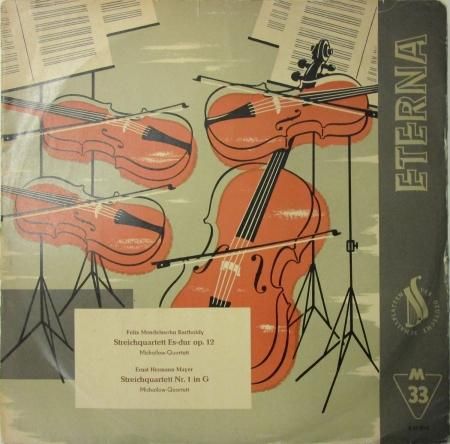 ETERNA
Felix Mendelssohn Bartholdy
Streichquartett Es-dur op. 12
Michailow-Quartett
Ernst Hermann Meyer
Streichquartett Nr. 1 in G
Michailow-Quartett
M
33